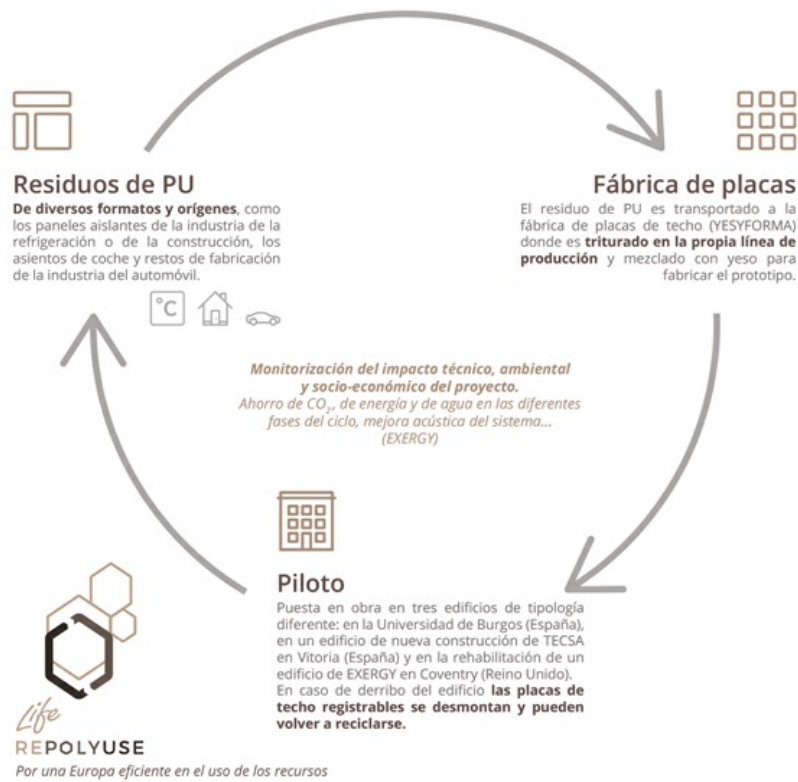 Residuos de PU
De diversos formatos y orígenes, como
los paneles aislantes de la industria de la
refrigeración o de la construcción, los
asientos de coche y restos de fabricación
de la industria del automóvil.
°C
Fábrica de placas
El residuo de PU es transportado a la
fábrica de placas de techo (YESYFORMA)
donde es triturado en la propia línea de
producción y mezclado con yeso para
fabricar el prototipo.
Monitorización del impacto técnico, ambiental
y socio-económico del proyecto.
Ahorro de CO₂, de energía y de agua en las diferentes
fases del ciclo, mejora acústica del sistema...
(EXERGY)
Piloto
Puesta en obra en tres edificios de tipología
diferente: en la Universidad de Burgos (España),
en un edificio de nueva construcción de TECSA
en Vitoria (España) y en la rehabilitación de un
edificio de EXERGY en Coventry (Reino Unido).
En caso de derribo del edificio las placas de
techo registrables se desmontan y pueden
volver a reciclarse.
Life
REPOLYUSE
Por una Europa eficiente en el uso de los recursos